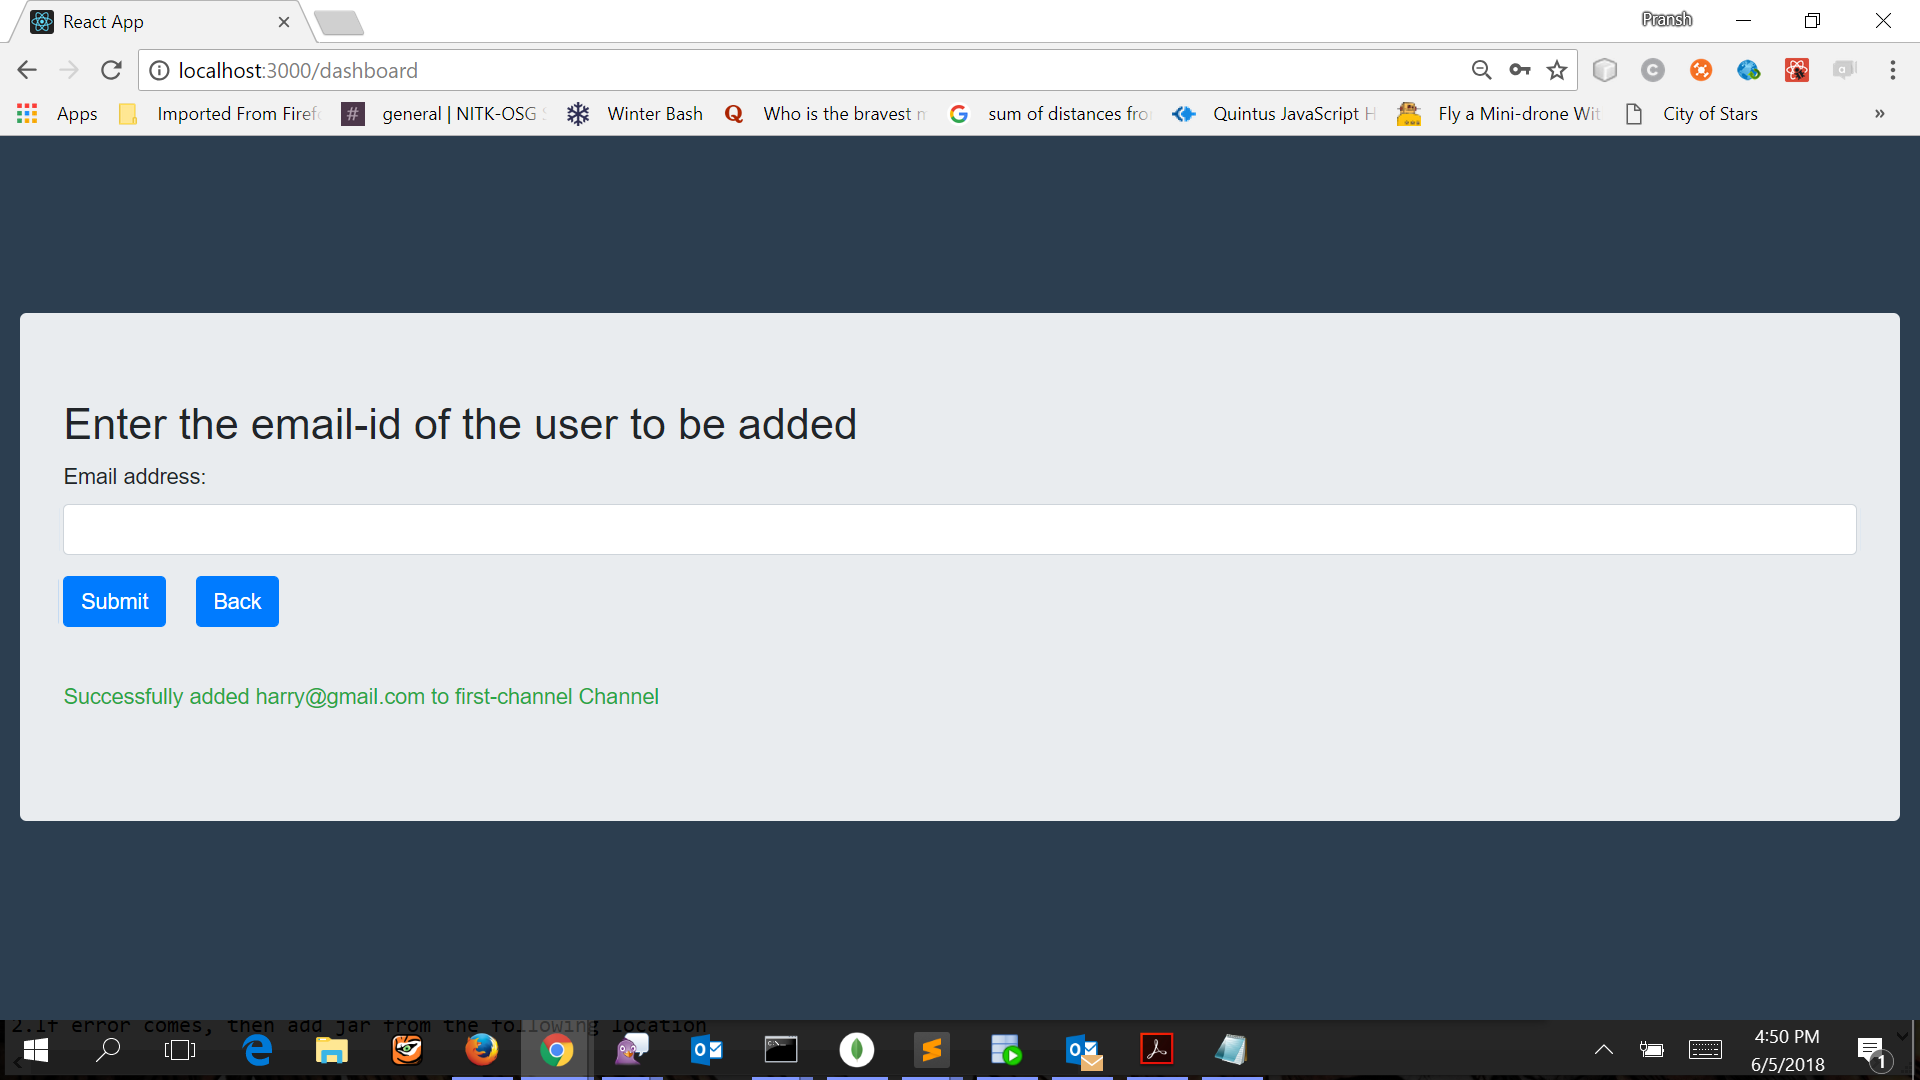 React App
Pransh
localhost:3000/dashboard
Apps
Imported From Firef
general | NITK-OSG S
Winter Bash
Who is the bravest m
sum of distances fro
Quintus JavaScript H
Fly a Mini-drone Wit
City of Stars
»
Enter the email-id of the user to be added
Email address:
Submit
Back
Successfully added harry@gmail.com to first-channel Channel
2.If error comes, then add jar from the following location
4:50 PM
6/5/2018
1